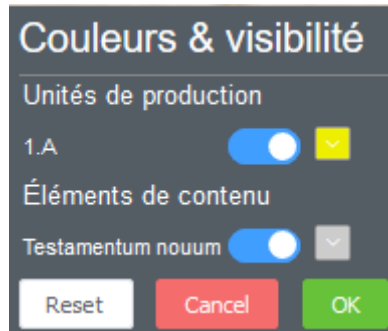 Couleurs & visibilité
Unités de production
1.A
Éléments de contenu
Testamentum nouum
Reset Cancel OK